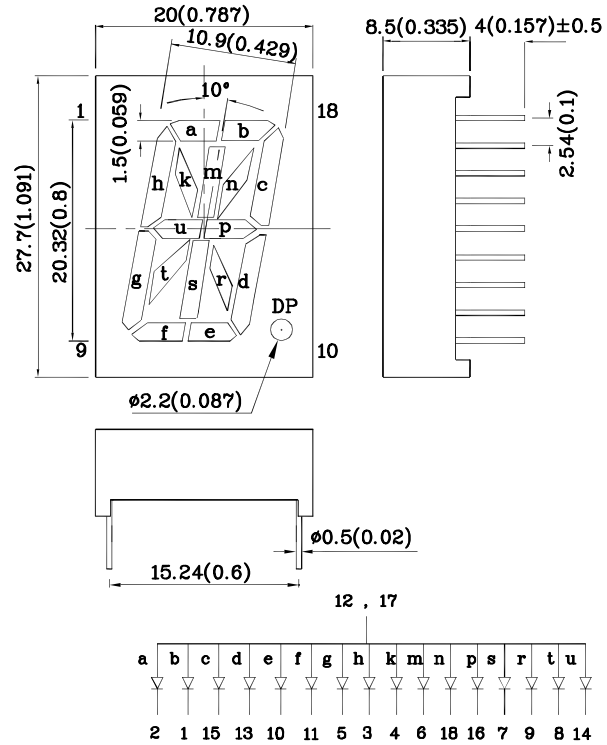 20(0.787)
8.5(0.335) 4(0.157)±0.5
10.9(0.429)
10°
1 18
a b
1.5(0.059)
2.54(0.1)
h k m n c
27.7(1.091)
20.32(0.8)
u p
g t s r d
DP
f e
9 10
ø2.2(0.087)
ø0.5(0.02)
15.24(0.6)
12 , 17
a b c d e f g h k m n p s r t u
2 1 15 13 10 11 5 3 4 6 18 16 7 9 8 14